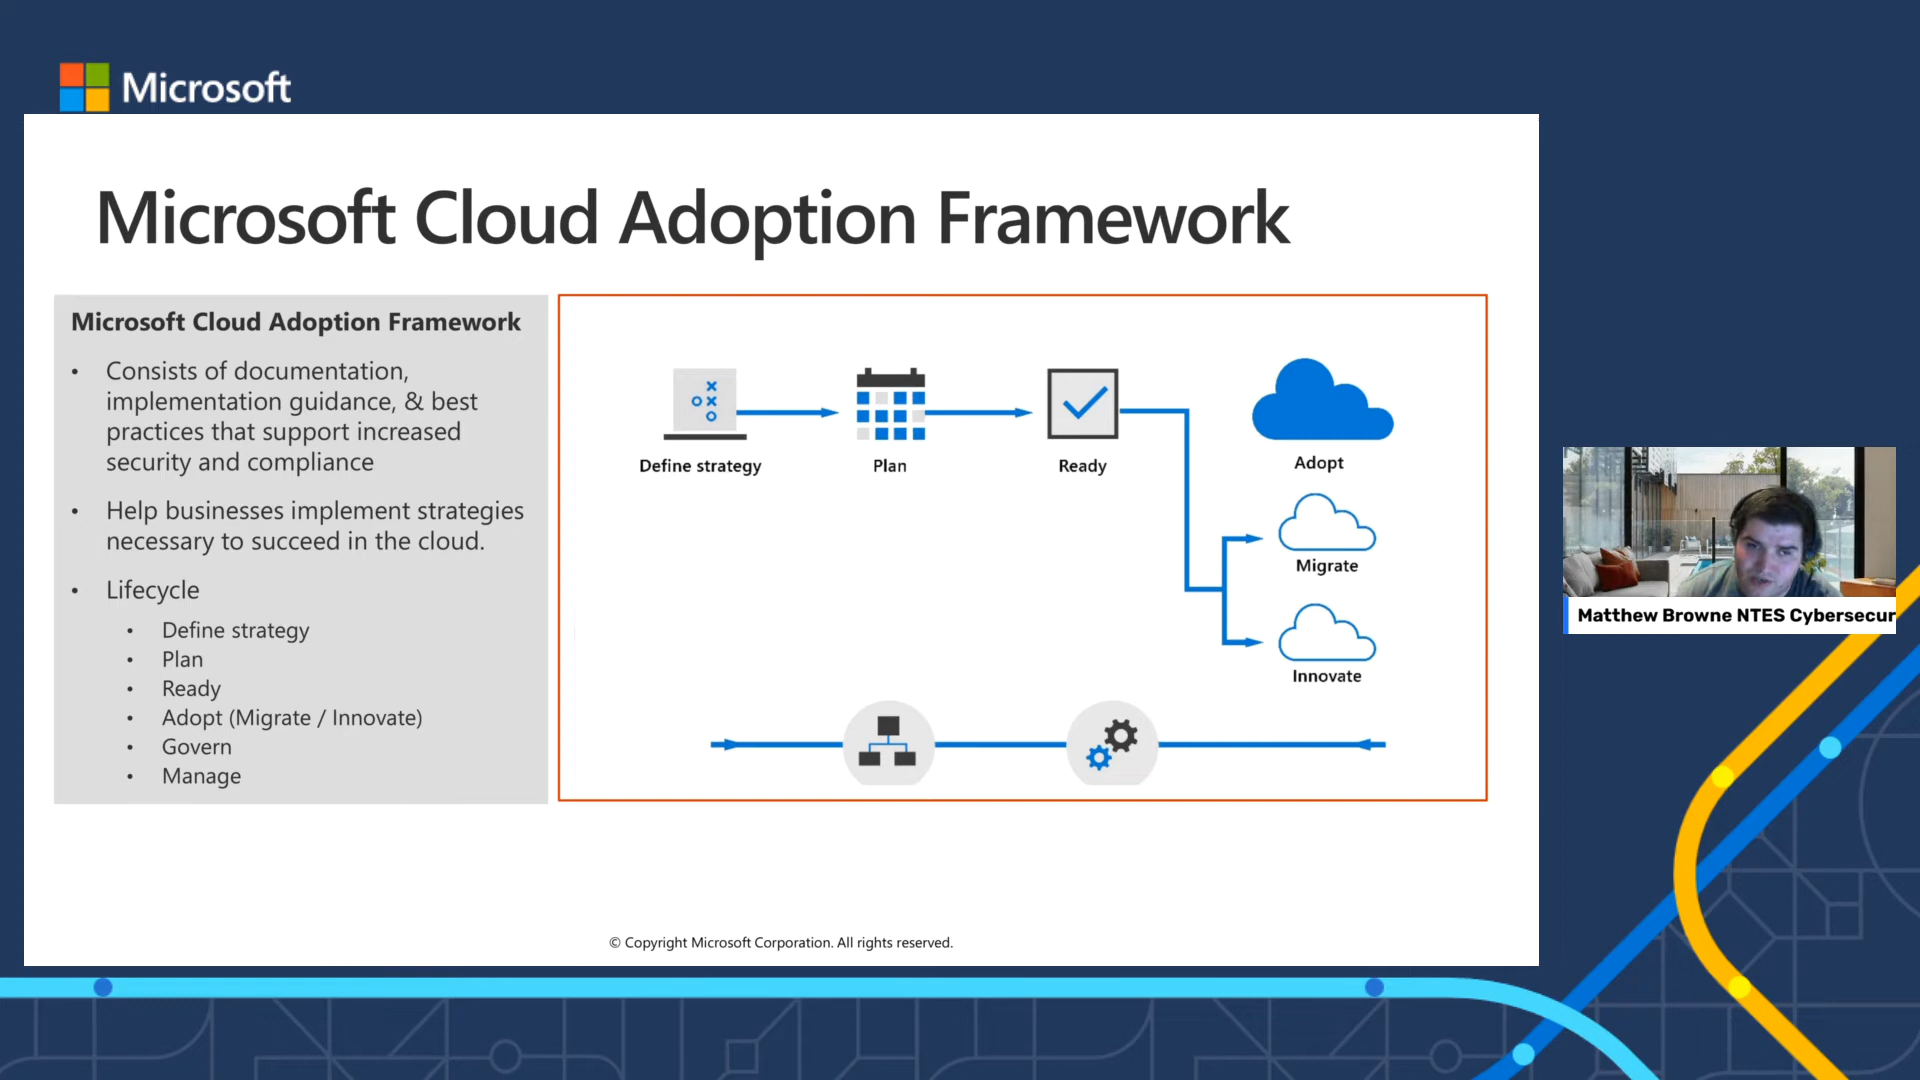 Microsoft
Microsoft Cloud Adoption Framework
Microsoft Cloud Adoption Framework
• Consists of documentation,
implementation guidance, & best
practices that support increased
security and compliance
• Help businesses implement strategies
necessary to succeed in the cloud.
• Lifecycle
• Define strategy
• Plan
• Ready
• Adopt (Migrate / Innovate)
• Govern
• Manage
Define strategy
Plan
Ready
Adopt
Migrate
Innovate
Matthew Browne NTES Cybersecur
© Copyright Microsoft Corporation. All rights reserved.